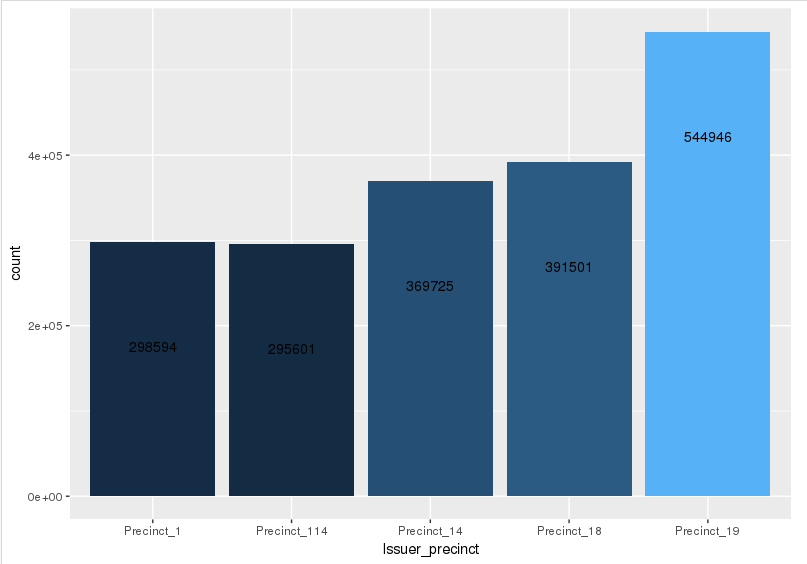 544946
4e+05
391501
369725
298594
295601
2e+05
0e+00
Precinct_1 Precinct_114 Precinct_14 Precinct_18 Precinct_19
Issuer_precinct
count